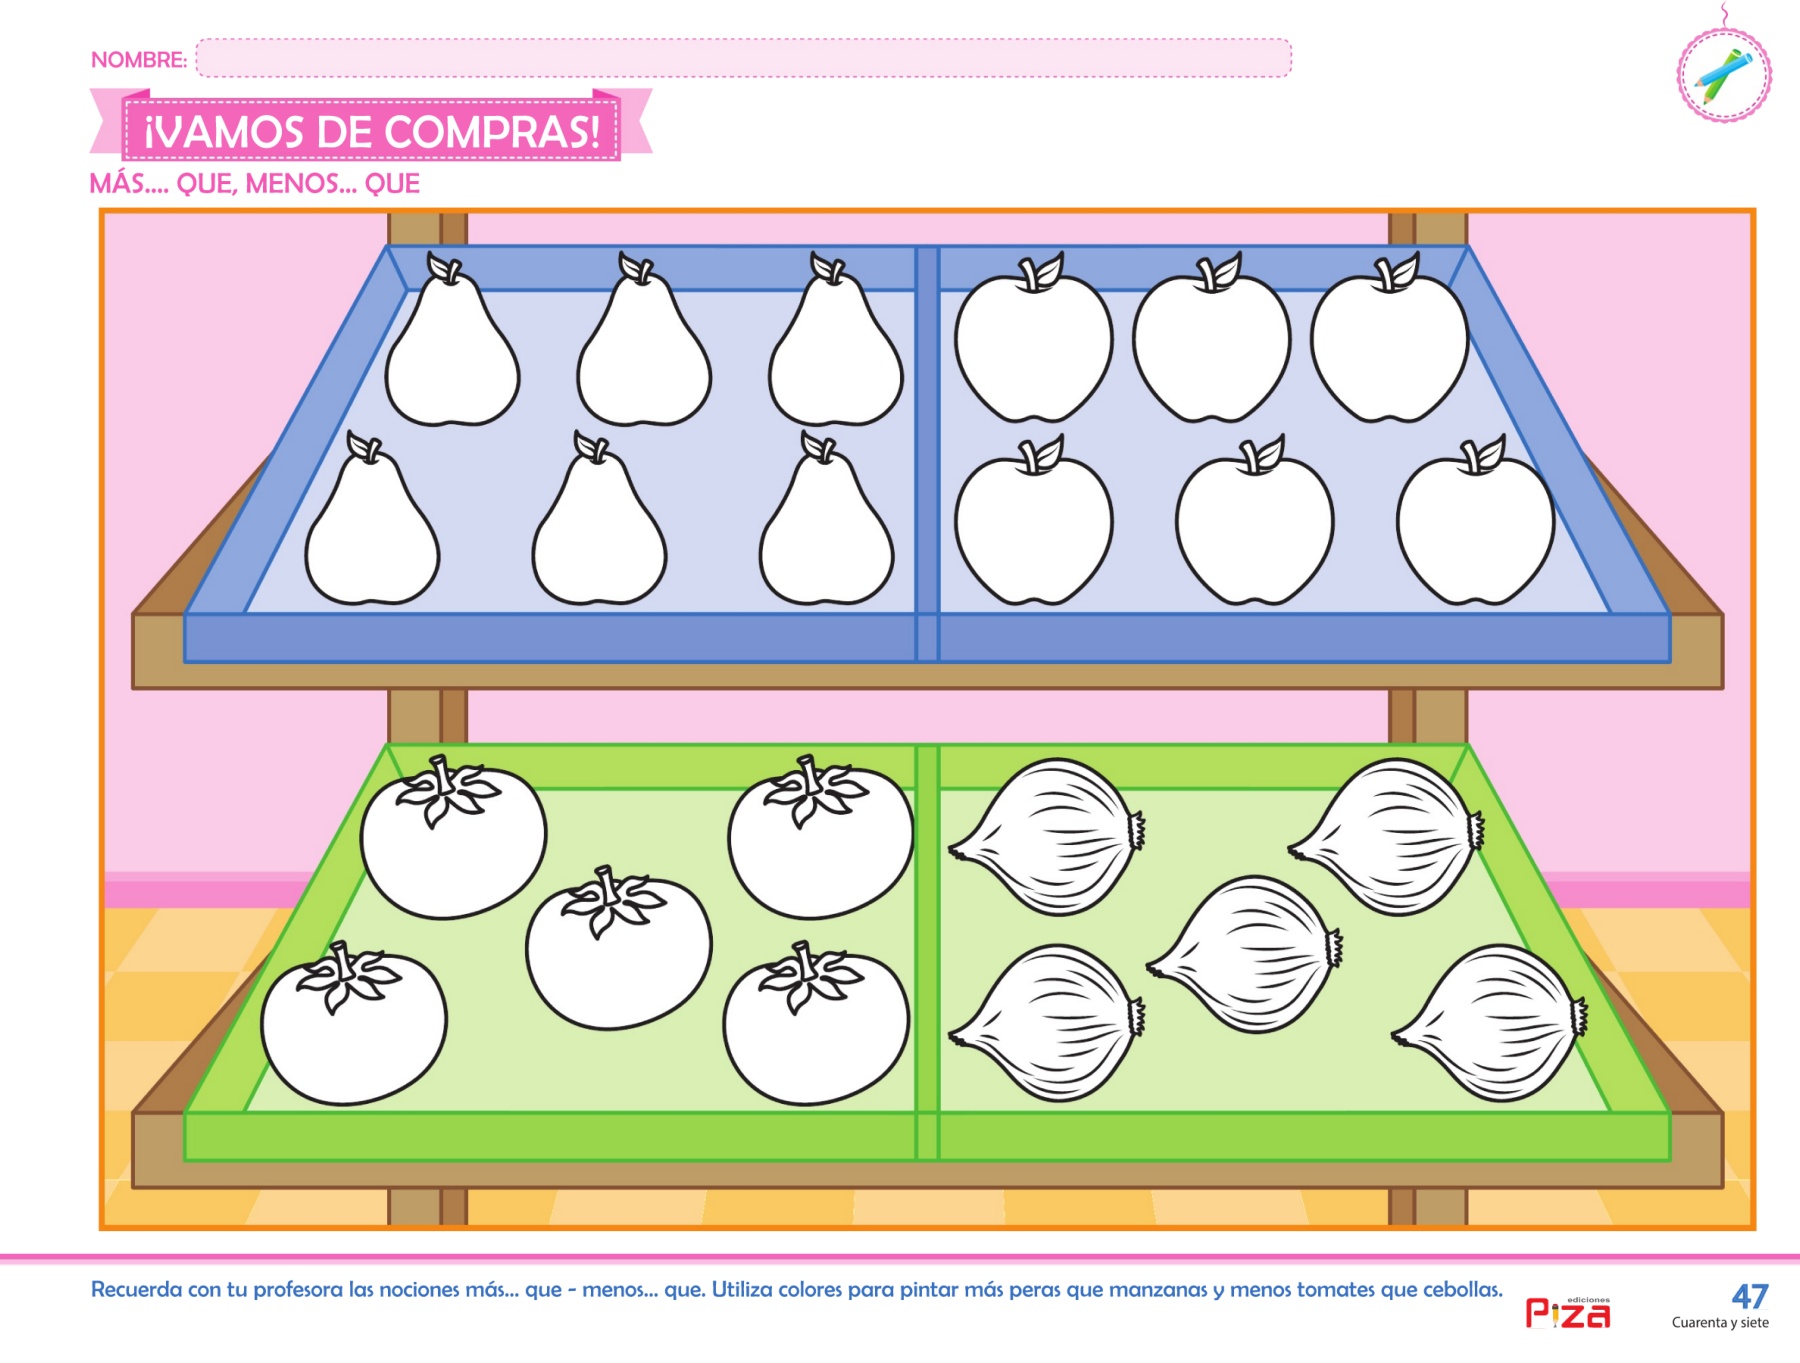 NOMBRE:
¡VAMOS DE COMPRAS!
MÁS.... QUE, MENOS... QUE
Recuerda con tu profesora las nociones más... que - menos... que. Utiliza colores para pintar más peras que manzanas y menos tomates que cebollas.
ediciones
Piza
47
Cuarenta y siete